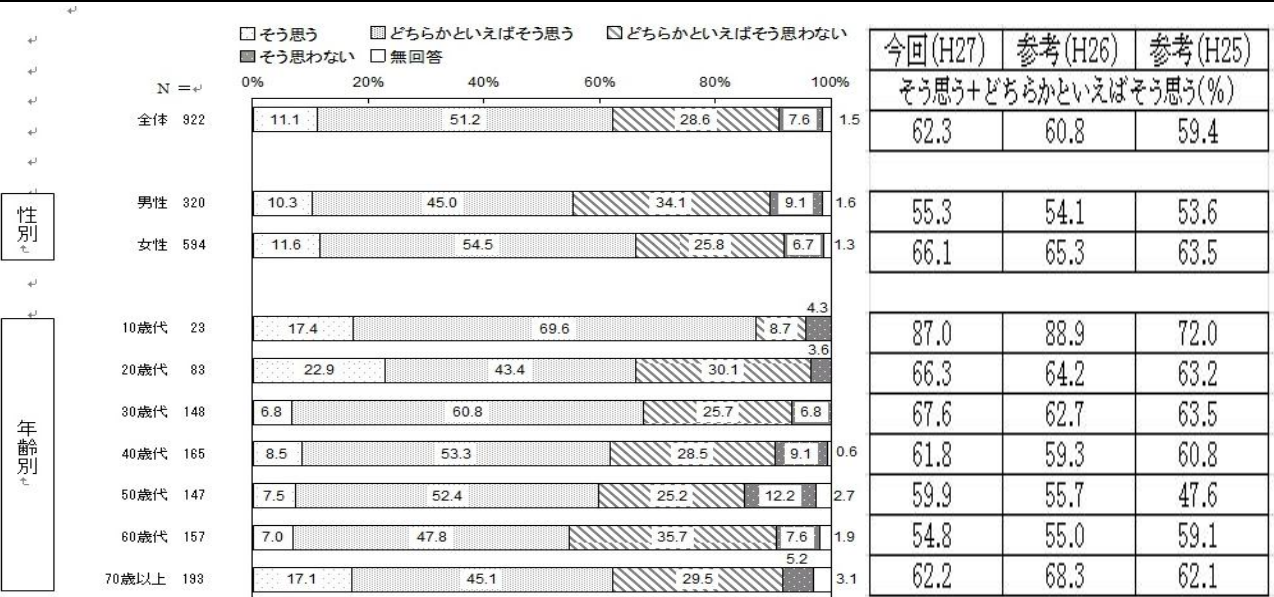 そう思う どちらかといえばそう思う どちらかといえばそう思わない
そう思わない 無回答
今回(H27) 参考(H26) 参考(H25)
そう思う+どちらかといえばそう思う(%)
N = 0% 20% 40% 60% 80% 100%
全体 922 11.1 51.2 28.6 7.6 1.5 62.3 60.8 59.4
性別
男性 320 10.3 45.0 34.1 9.1 1.6 55.3 54.1 53.6
女性 594 11.6 54.5 25.8 6.7 1.3 66.1 65.3 63.5
年齢別
10歳代 23 17.4 69.6 8.7 4.3 87.0 88.9 72.0
20歳代 83 22.9 43.4 30.1 3.6 66.3 64.2 63.2
30歳代 148 6.8 60.8 25.7 6.8 67.6 62.7 63.5
40歳代 165 8.5 53.3 28.5 9.1 0.6 61.8 59.3 60.8
50歳代 147 7.5 52.4 25.2 12.2 2.7 59.9 55.7 47.6
60歳代 157 7.0 47.8 35.7 7.6 1.9 54.8 55.0 59.1
70歳以上 193 17.1 45.1 29.5 5.2 3.1 62.2 68.3 62.1